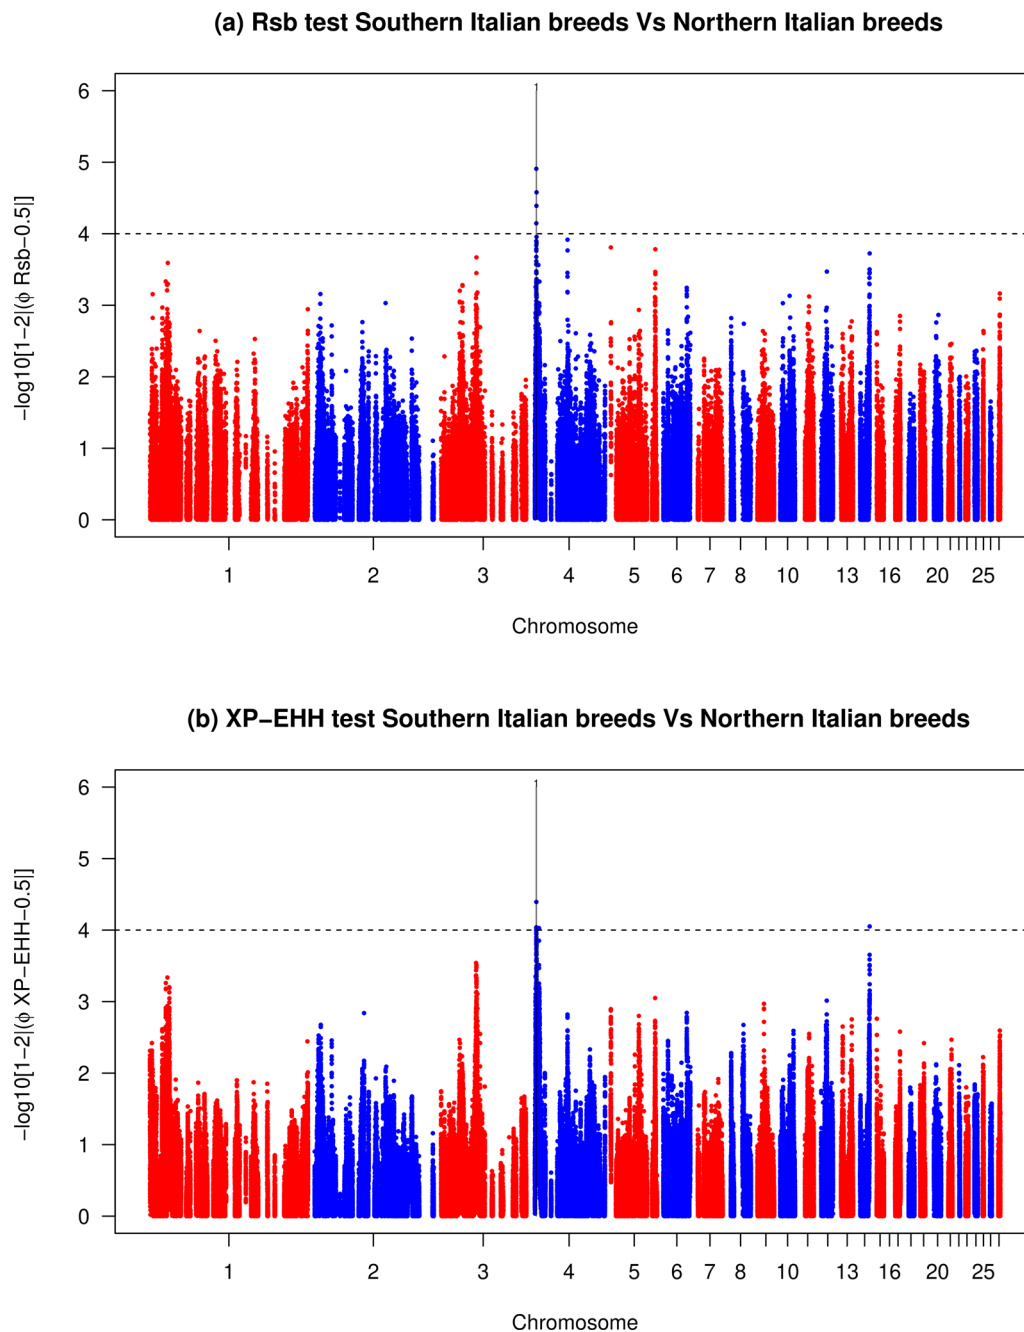 (a) Rsb test Southern Italian breeds Vs Northern Italian breeds
−log10[1−2|(ϕ Rsb−0.5|]
6
5
4
3
2
1
0
1
1 2 3 4 5 6 7 8 10 13 16 20 25
Chromosome
(b) XP−EHH test Southern Italian breeds Vs Northern Italian breeds
−log10[1−2|(ϕ XP−EHH−0.5|]
6
5
4
3
2
1
0
1
1 2 3 4 5 6 7 8 10 13 16 20 25
Chromosome